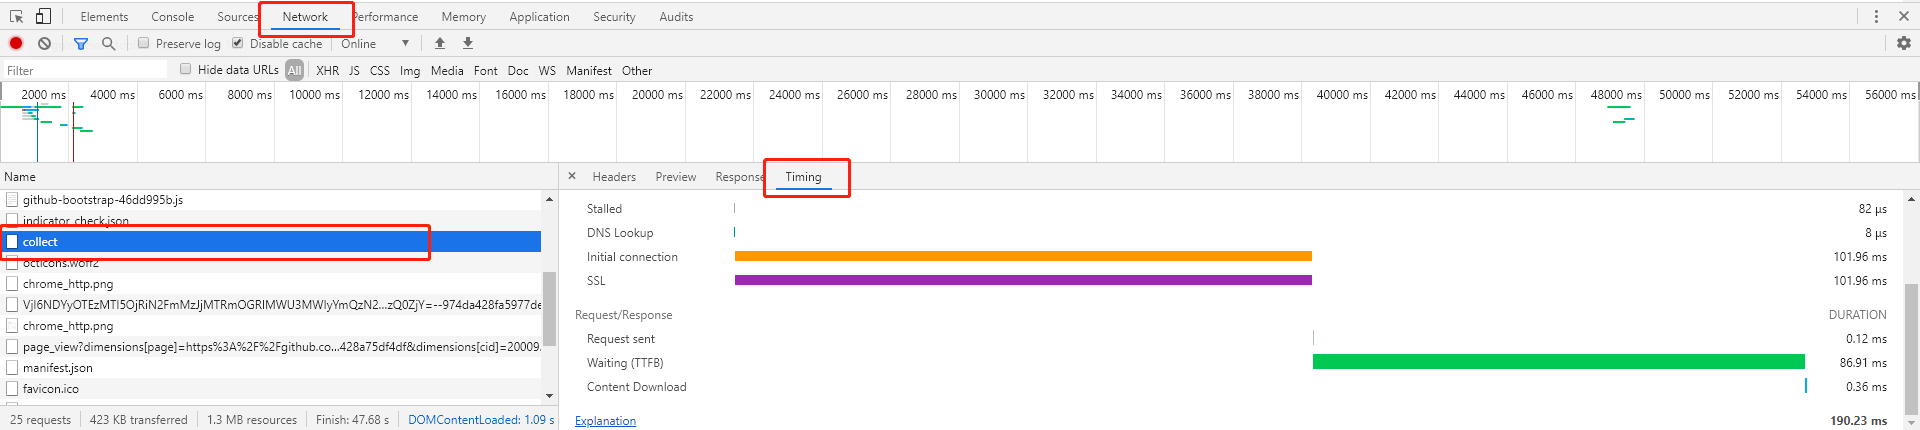 Elements Console Sources Network Performance Memory Application Security Audits
Preserve log Disable cache Online
Filter Hide data URLs All XHR JS CSS Img Media Font Doc WS Manifest Other
2000 ms 4000 ms 6000 ms 8000 ms 10000 ms 12000 ms 14000 ms 16000 ms 18000 ms 20000 ms 22000 ms 24000 ms 26000 ms 28000 ms 30000 ms 32000 ms 34000 ms 36000 ms 38000 ms 40000 ms 42000 ms 44000 ms 46000 ms 48000 ms 50000 ms 52000 ms 54000 ms 56000 ms
Name
github-bootstrap-46dd995b.js
indicator_check.json
collect
octicons.woff2
chrome_http.png
chrome_http.png
page_view?dimensions[page]=https%3A%2F%2Fgithub.co...428a75df4df&dimensions[cid]=20009
manifest.json
favicon.ico
25 requests 423 KB transferred 1.3 MB resources Finish: 47.68 s DOMContentLoaded: 1.09 s
Headers Preview Response Timing
Stalled 82 μs
DNS Lookup 8 μs
Initial connection 101.96 ms
SSL 101.96 ms
Request/Response DURATION
Request sent 0.12 ms
Waiting (TTFB) 86.91 ms
Content Download 0.36 ms
Explanation 190.23 ms